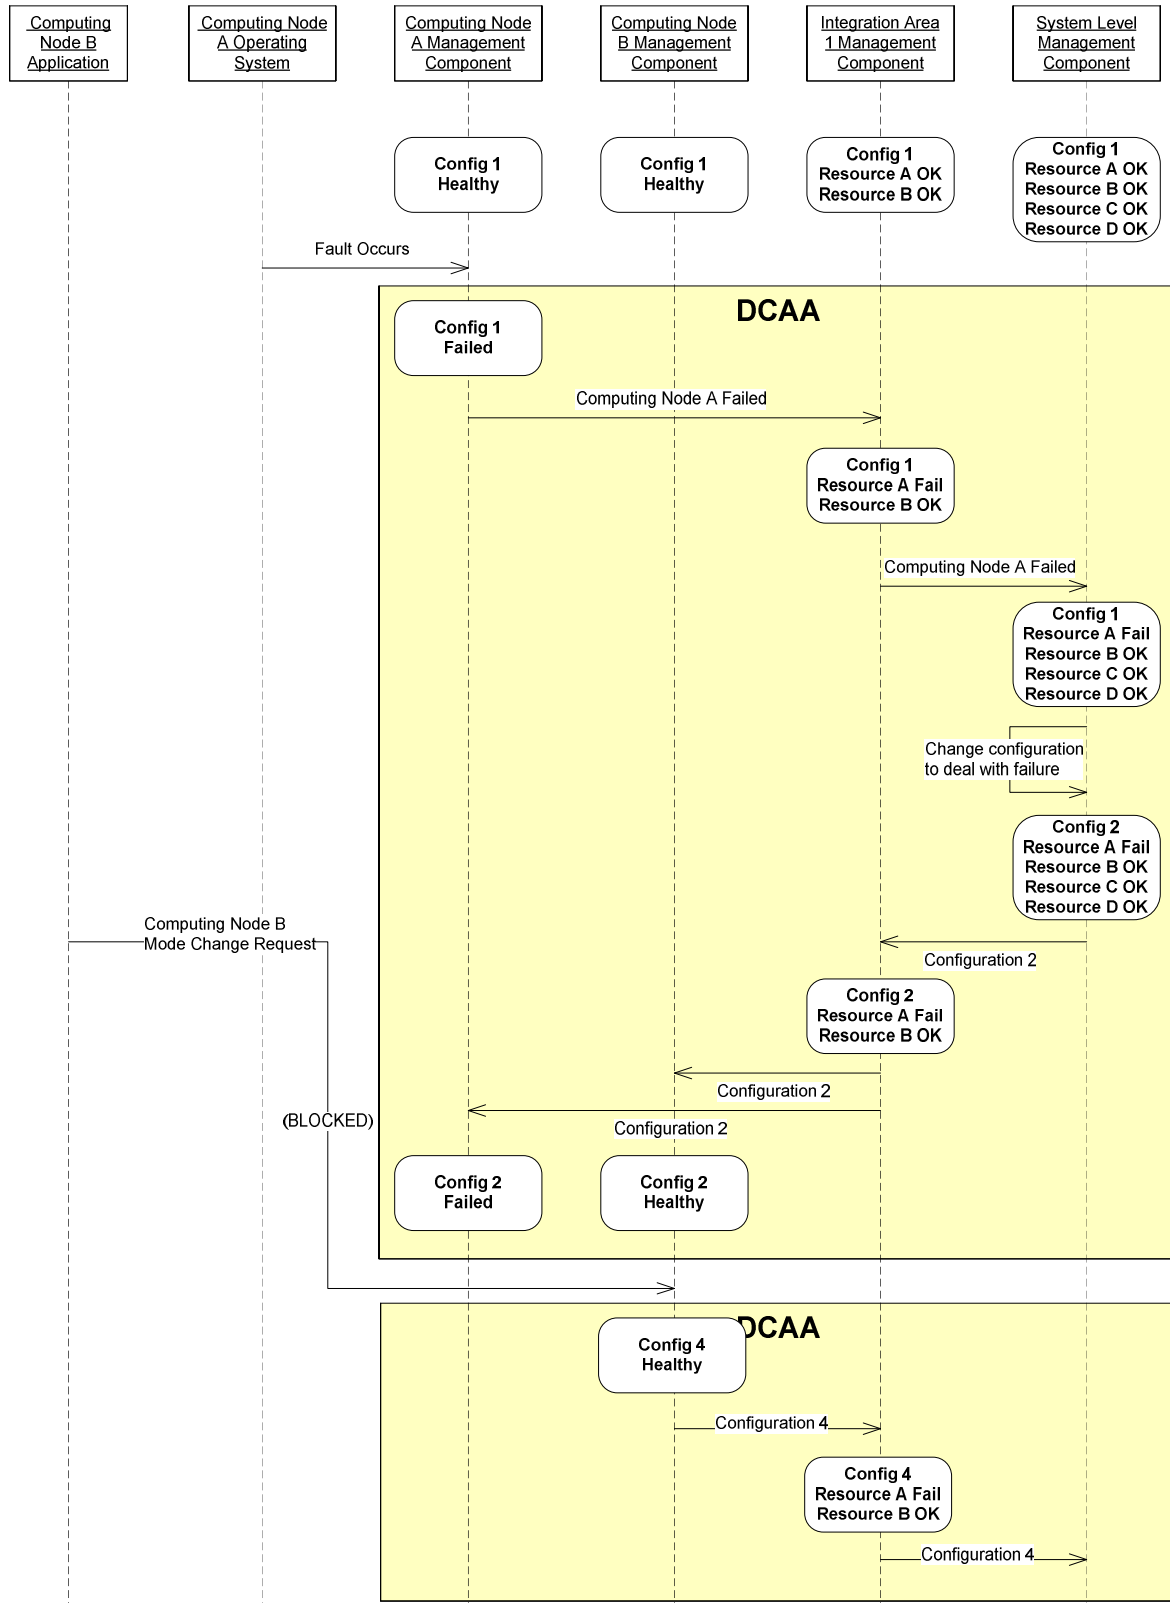 Computing
Node B
Application
Computing Node
A Operating
System
Computing Node
A Management
Component
Computing Node
B Management
Component
Integration Area
1 Management
Component
System Level
Management
Component
Config 1
Healthy
Config 1
Healthy
Config 1
Resource A OK
Resource B OK
Config 1
Resource A OK
Resource B OK
Resource C OK
Resource D OK
Fault Occurs
DCAA
Config 1
Failed
Computing Node A Failed
Config 1
Resource A Fail
Resource B OK
Computing Node A Failed
Config 1
Resource A Fail
Resource B OK
Resource C OK
Resource D OK
Change configuration
to deal with failure
Config 2
Resource A Fail
Resource B OK
Resource C OK
Resource D OK
Computing Node B
Mode Change Request
Configuration 2
Config 2
Resource A Fail
Resource B OK
Configuration 2
(BLOCKED)
Configuration 2
Config 2
Failed
Config 2
Healthy
DCAA
Config 4
Healthy
Configuration 4
Config 4
Resource A Fail
Resource B OK
Configuration 4